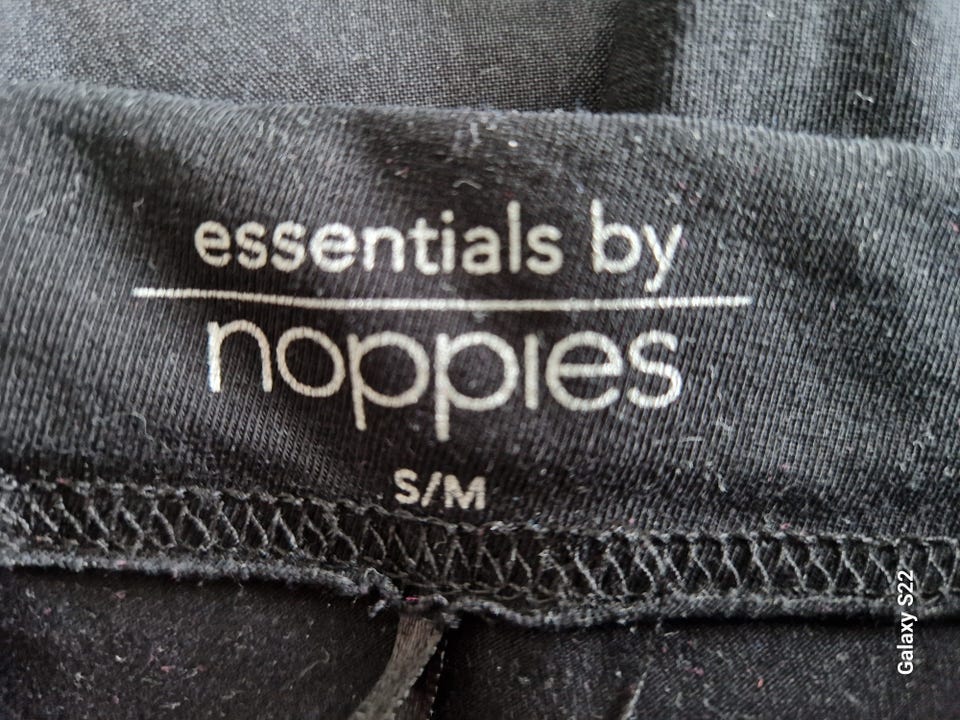 essentials by
noppies
S/M
Galaxy S22